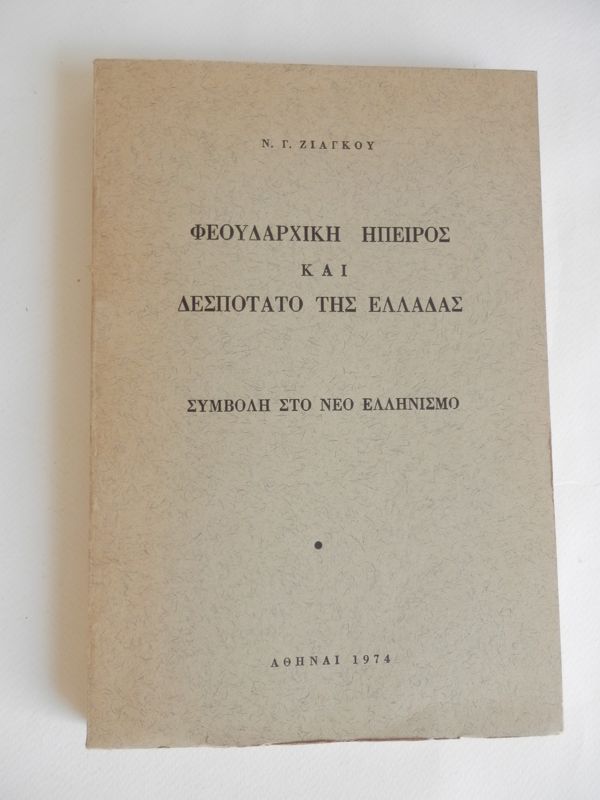 Ν. Γ. ΖΙΑΓΚΟΥ
ΦΕΟΥΔΑΡΧΙΚΗ ΗΠΕΙΡΟΣ
ΚΑΙ
ΔΕΣΠΟΤΑΤΟ ΤΗΣ ΕΛΛΑΔΑΣ
ΣΥΜΒΟΛΗ ΣΤΟ ΝΕΟ ΕΛΛΗΝΙΣΜΟ
ΑΘΗΝΑΙ 1974